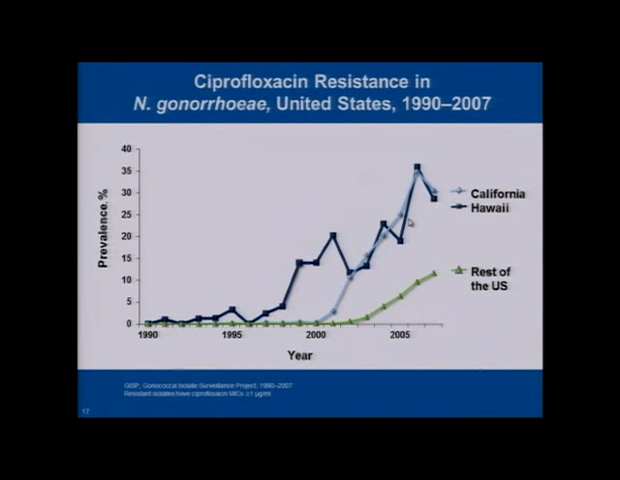 Ciprofloxacin Resistance in
N. gonorrhoeae, United States, 1990–2007
40
35
30
25
20
15
10
5
0
Prevalence, %
1990
1995
2000
2005
Year
California
Hawaii
Rest of
the US
GISP, Gonococcal Isolate Surveillance Project, 1990–2007
Resistant isolates have ciprofloxacin MICs ≥1 µg/ml
17